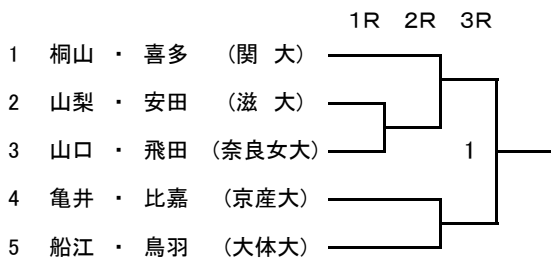 1R 2R 3R
1 桐山 ・ 喜多 (関 大)
2 山梨 ・ 安田 (滋 大)
3 山口 ・ 飛田 (奈良女大) 1
4 亀井 ・ 比嘉 (京産大)
5 船江 ・ 鳥羽 (大体大)